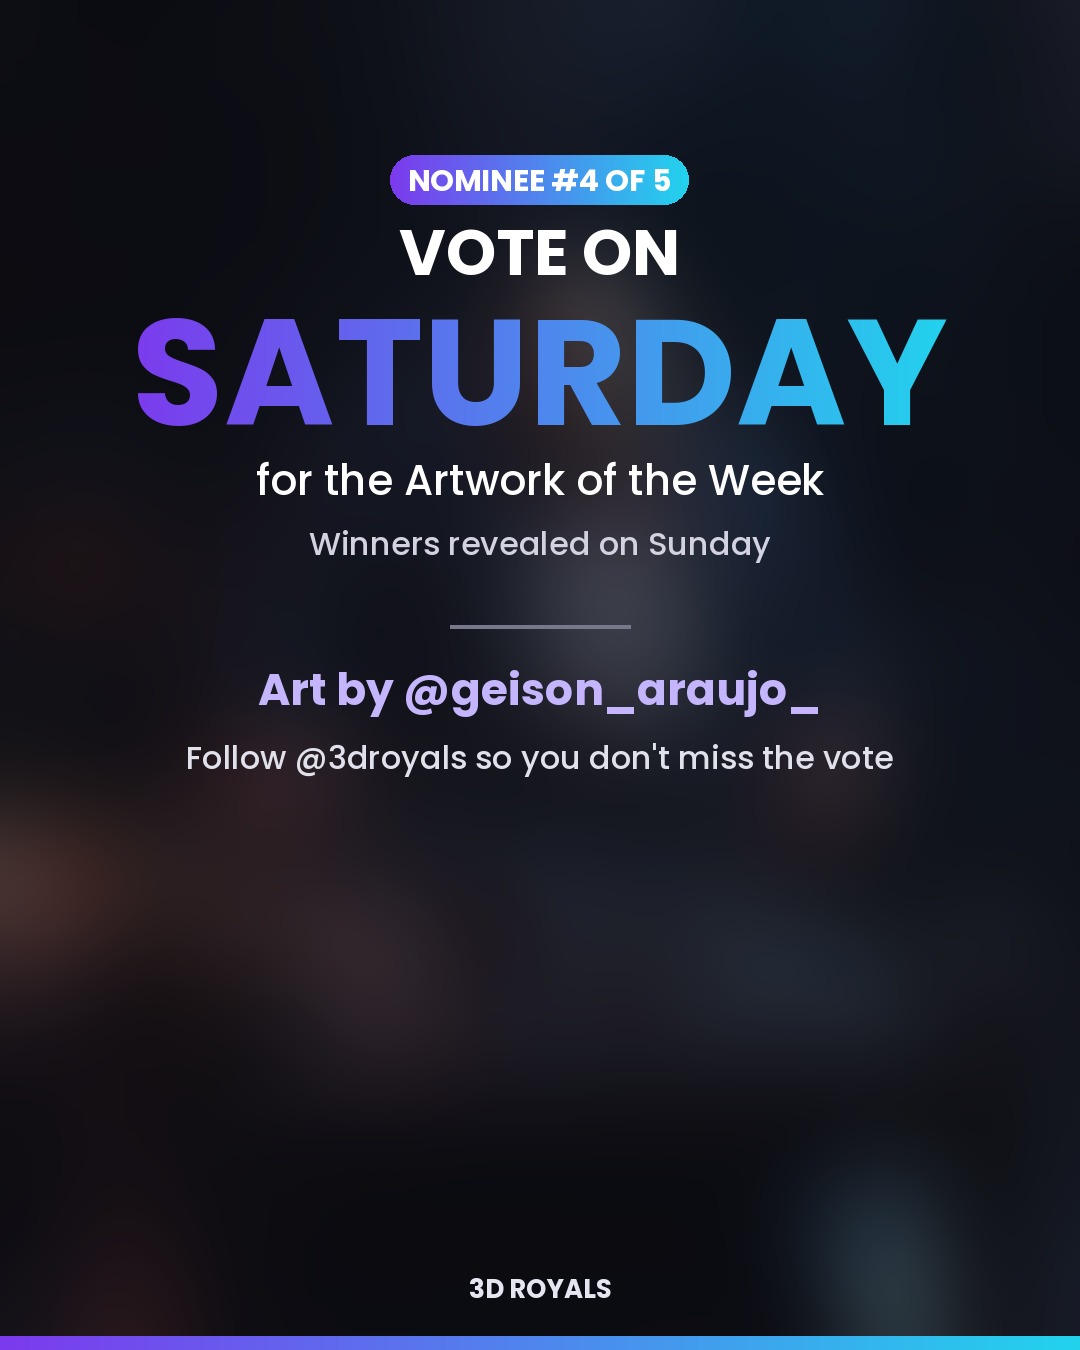 NOMINEE #4 OF 5
VOTE ON
SATURDAY
for the Artwork of the Week
Winners revealed on Sunday
Art by @geison_araujo_
Follow @3droyals so you don't miss the vote
3D ROYALS